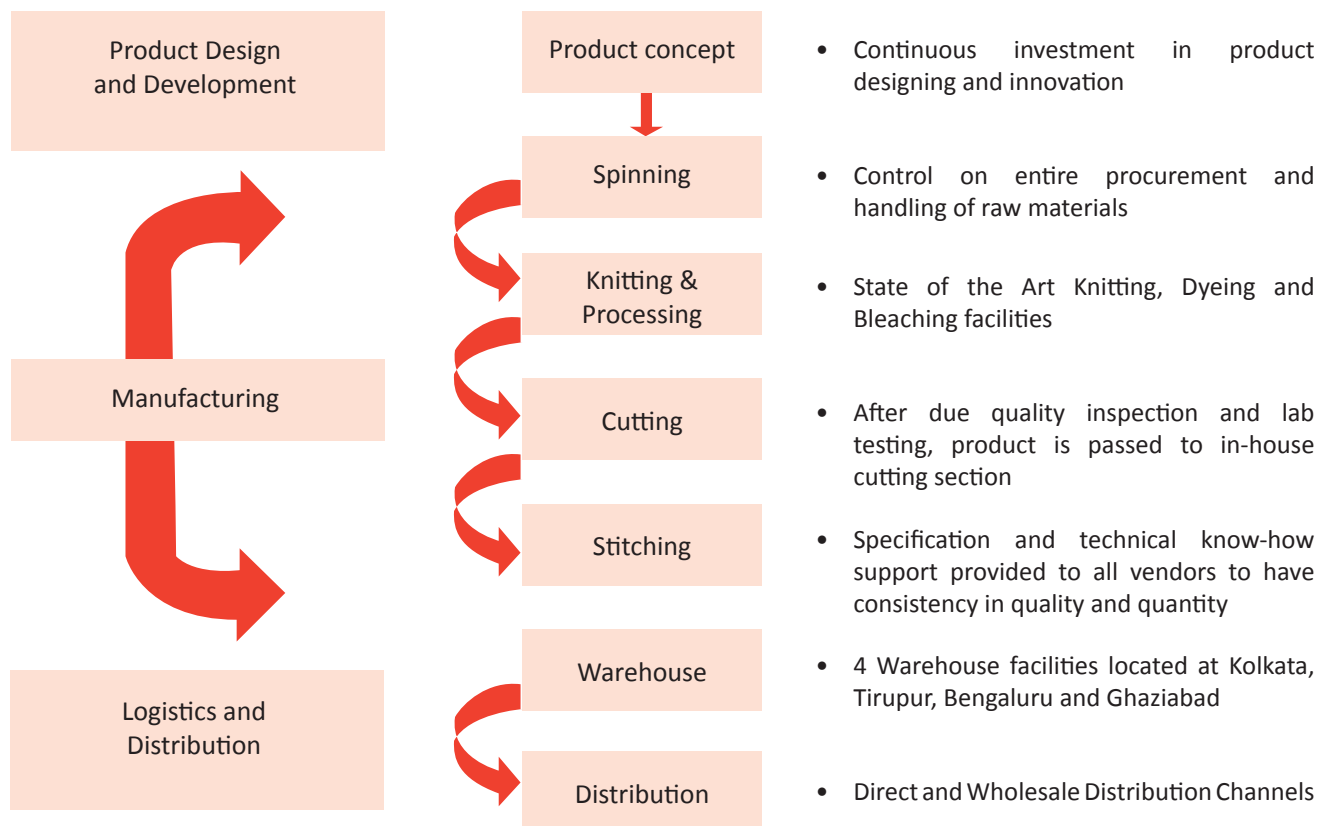 Product Design
and Development
Manufacturing
Logistics and
Distribution
Product concept
Spinning
Knitting &
Processing
Cutting
Stitching
Warehouse
Distribution
• Continuous investment in product
designing and innovation
• Control on entire procurement and
handling of raw materials
• State of the Art Knitting, Dyeing and
Bleaching facilities
• After due quality inspection and lab
testing, product is passed to in-house
cutting section
• Specification and technical know-how
support provided to all vendors to have
consistency in quality and quantity
• 4 Warehouse facilities located at Kolkata,
Tirupur, Bengaluru and Ghaziabad
• Direct and Wholesale Distribution Channels